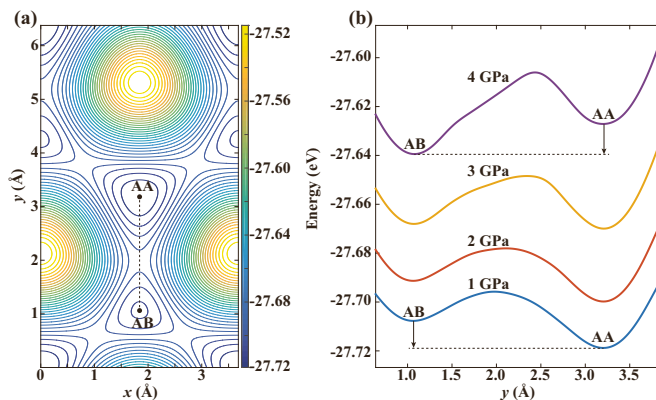 (a)
6
5
4
3
2
1
0
1
2
3
y (Å)
x (Å)
AA
AB
-27.52
-27.56
-27.60
-27.64
-27.68
-27.72
(b)
-27.60
-27.62
-27.64
-27.66
-27.68
-27.70
-27.72
Energy (eV)
1.0
1.5
2.0
2.5
3.0
3.5
y (Å)
4 GPa
AA
AB
3 GPa
2 GPa
1 GPa
AB
AA